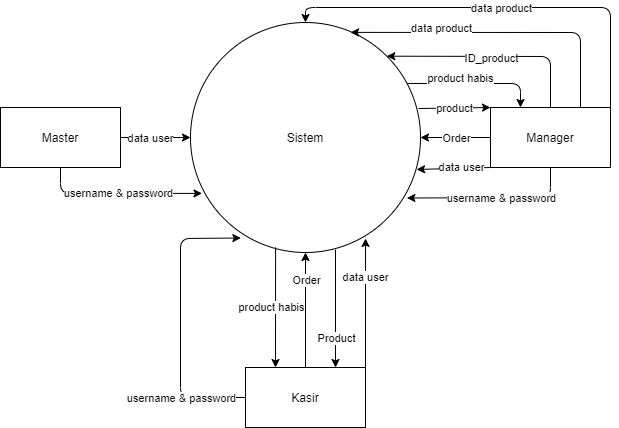 data product
data product
ID_product
product habis
product
Master
data user
Sistem
Order
Manager
data user
username & password
username & password
Order
data user
product habis
Product
username & password
Kasir